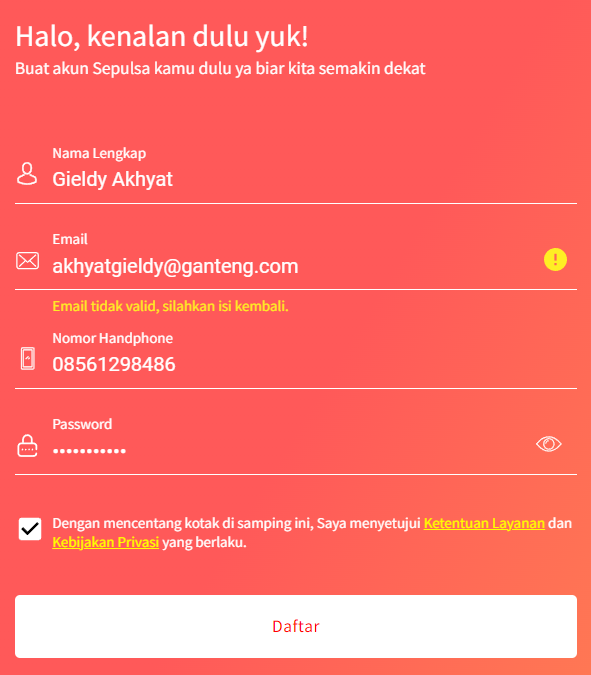 Halo, kenalan dulu yuk!
Buat akun Sepulsa kamu dulu ya biar kita semakin dekat
Nama Lengkap
Gieldy Akhyat
Email
akhyatgieldy@ganteng.com
!
Email tidak valid, silahkan isi kembali.
Nomor Handphone
08561298486
Password
•••••••••••
Dengan mencentang kotak di samping ini, Saya menyetujui Ketentuan Layanan dan
Kebijakan Privasi yang berlaku.
Daftar